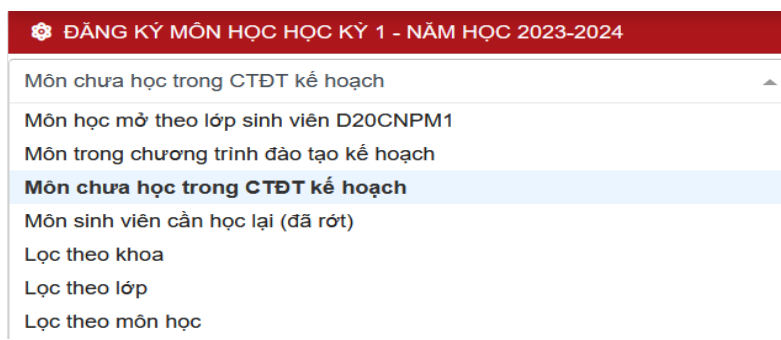 ĐĂNG KÝ MÔN HỌC HỌC KỲ 1 - NĂM HỌC 2023-2024
Môn chưa học trong CTĐT kế hoạch
Môn học mở theo lớp sinh viên D20CNPM1
Môn trong chương trình đào tạo kế hoạch
Môn chưa học trong CTĐT kế hoạch
Môn sinh viên cần học lại (đã rớt)
Lọc theo khoa
Lọc theo lớp
Lọc theo môn học